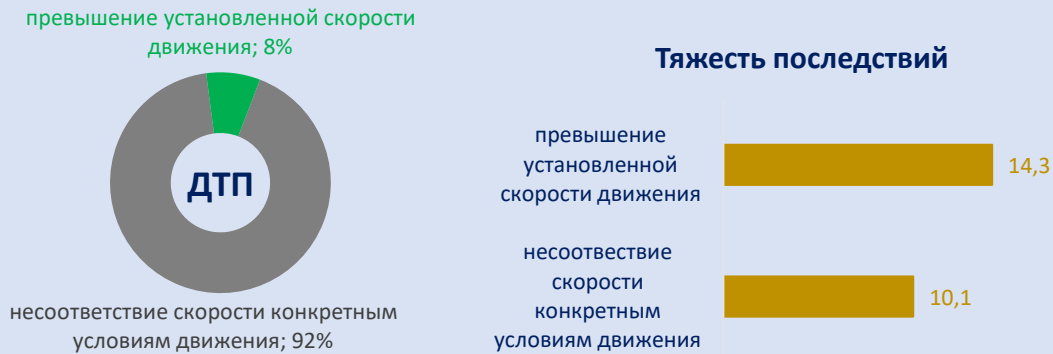 превышение установленной скорости
движения; 8%
ДТП
несоответствие скорости конкретным
условиям движения; 92%
Тяжесть последствий
превышение
установленной
скорости движения
14,3
несоотвествие
скорости
конкретным
условиям движения
10,1